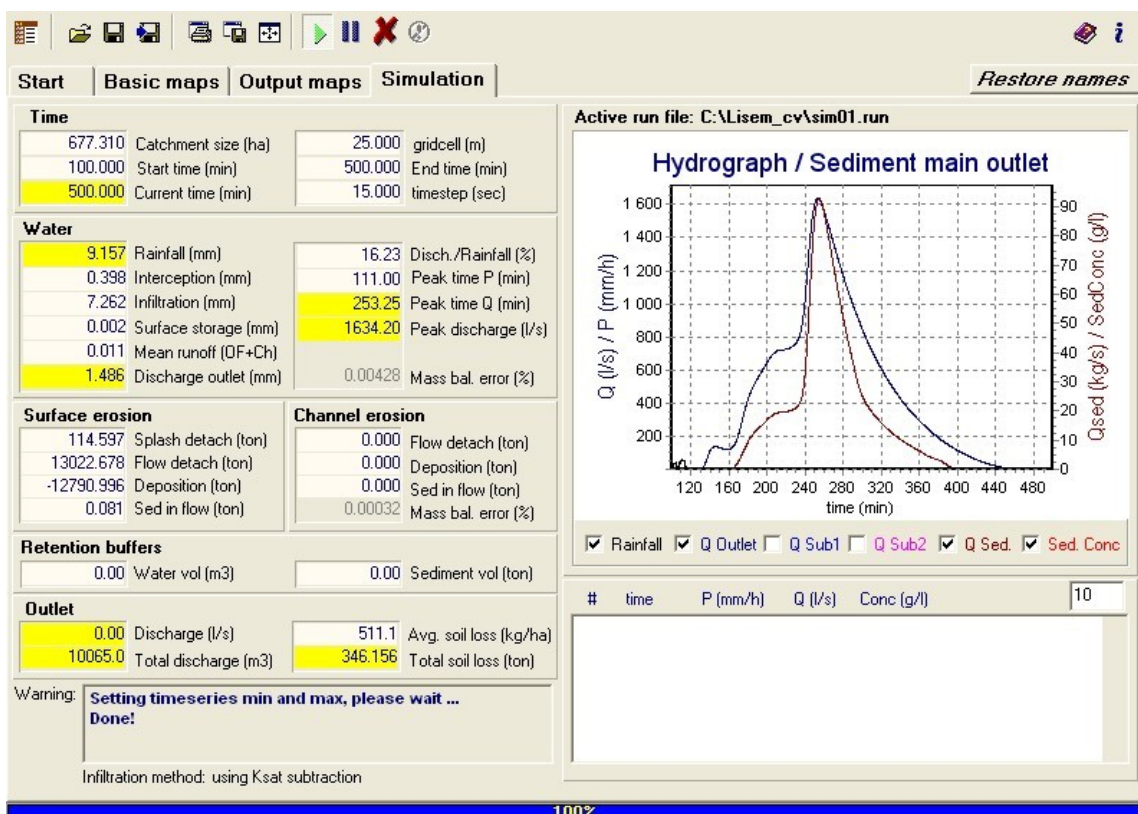 Start Basic maps Output maps Simulation Restore names
Time
677.310 Catchment size (ha) 25.000 gridcell (m)
100.000 Start time (min) 500.000 End time (min)
500.000 Current time (min) 15.000 timestep (sec)
Water
9.157 Rainfall (mm) 16.23 Disch./Rainfall (%)
0.398 Interception (mm) 111.00 Peak time P (min)
7.262 Infiltration (mm) 253.25 Peak time Q (min)
0.002 Surface storage (mm) 1634.20 Peak discharge (l/s)
0.011 Mean runoff (OF+Ch)
1.486 Discharge outlet (mm) 0.00428 Mass bal. error (%)
Surface erosion Channel erosion
114.597 Splash detach (ton) 0.000 Flow detach (ton)
13022.678 Flow detach (ton) 0.000 Deposition (ton)
-12790.996 Deposition (ton) 0.000 Sed in flow (ton)
0.081 Sed in flow (ton) 0.00032 Mass bal. error (%)
Retention buffers
0.00 Water vol (m3) 0.00 Sediment vol (ton)
Outlet
0.00 Discharge (l/s) 511.1 Avg. soil loss (kg/ha)
10065.0 Total discharge (m3) 346.156 Total soil loss (ton)
Warning: Setting timeseries min and max, please wait ...
Done!
Infiltration method: using Ksat subtraction
Active run file: C:\Lisem_cv\sim01.run
Hydrograph / Sediment main outlet
Q (l/s) / P (mm/h)
1 600
1 400
1 200
1 000
800
600
400
200
90
80
70
60
50
40
30
20
10
0
Qsed (kg/s) / SedConc (g/l)
120 160 200 240 280 320 360 400 440 480
time (min)
Rainfall Q Outlet Q Sub1 Q Sub2 Q Sed. Sed. Conc
# time P (mm/h) Q (l/s) Conc (g/l) 10
100%